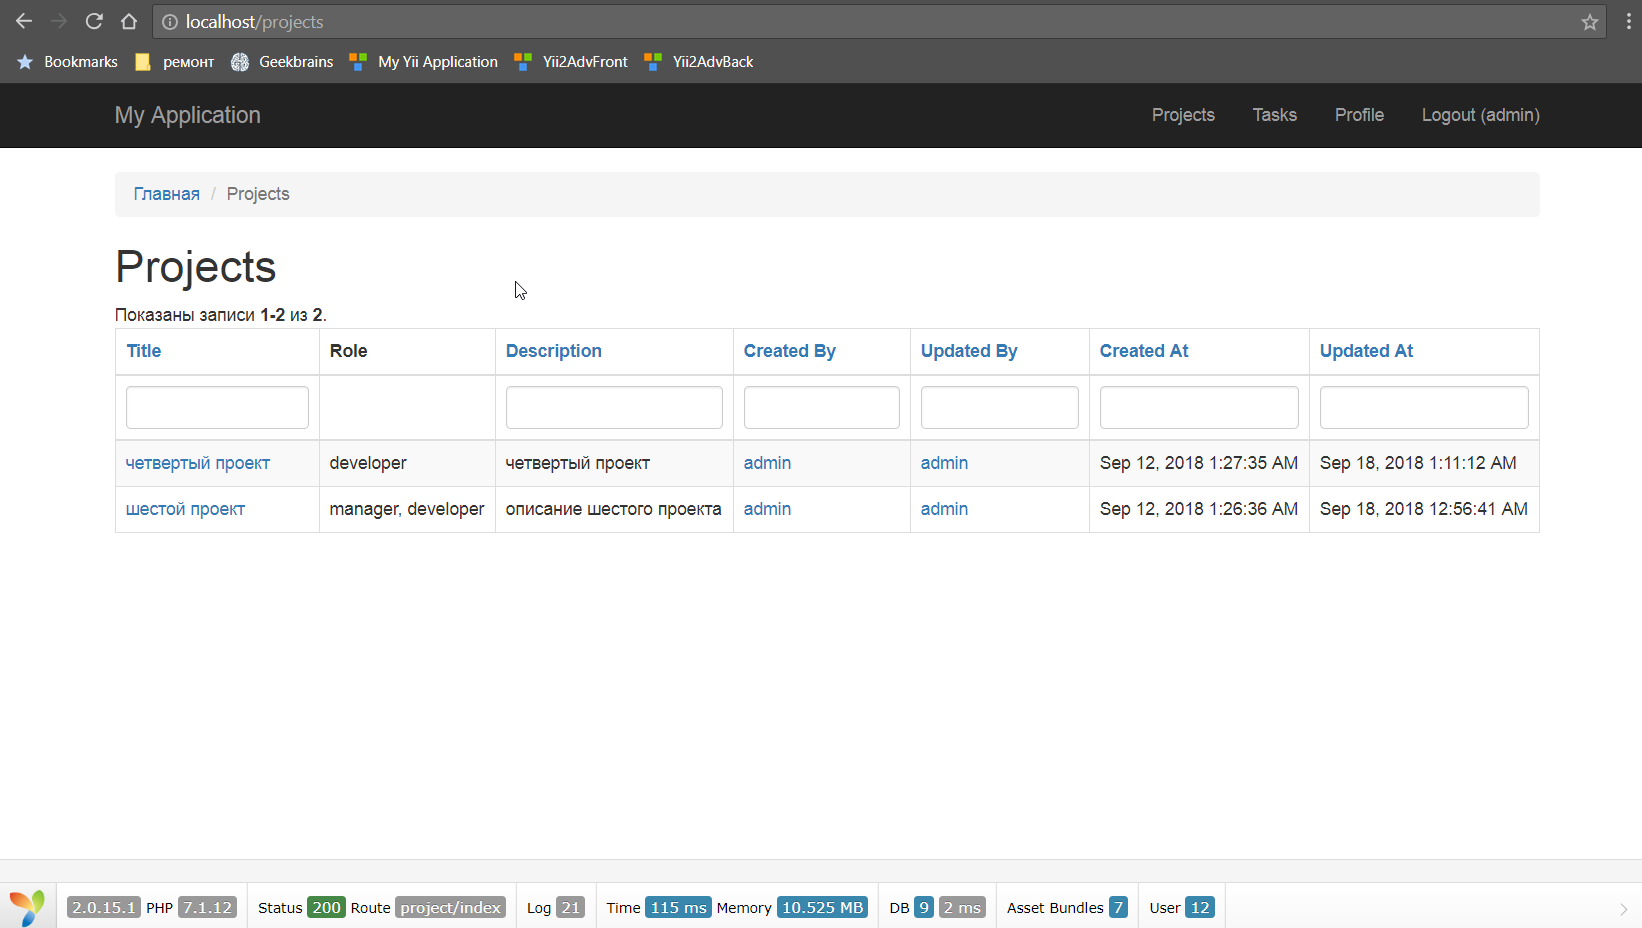 localhost/projects
Bookmarks ремонт Geekbrains My Yii Application Yii2AdvFront Yii2AdvBack
My Application Projects Tasks Profile Logout (admin)
Главная / Projects
Projects
Показаны записи 1-2 из 2.
Title Role Description Created By Updated By Created At Updated At
четвертый проект developer четвертый проект admin admin Sep 12, 2018 1:27:35 AM Sep 18, 2018 1:11:12 AM
шестой проект manager, developer описание шестого проекта admin admin Sep 12, 2018 1:26:36 AM Sep 18, 2018 12:56:41 AM
2.0.15.1 PHP 7.1.12 Status 200 Route project/index Log 21 Time 115 ms Memory 10.525 MB DB 9 2 ms Asset Bundles 7 User 12